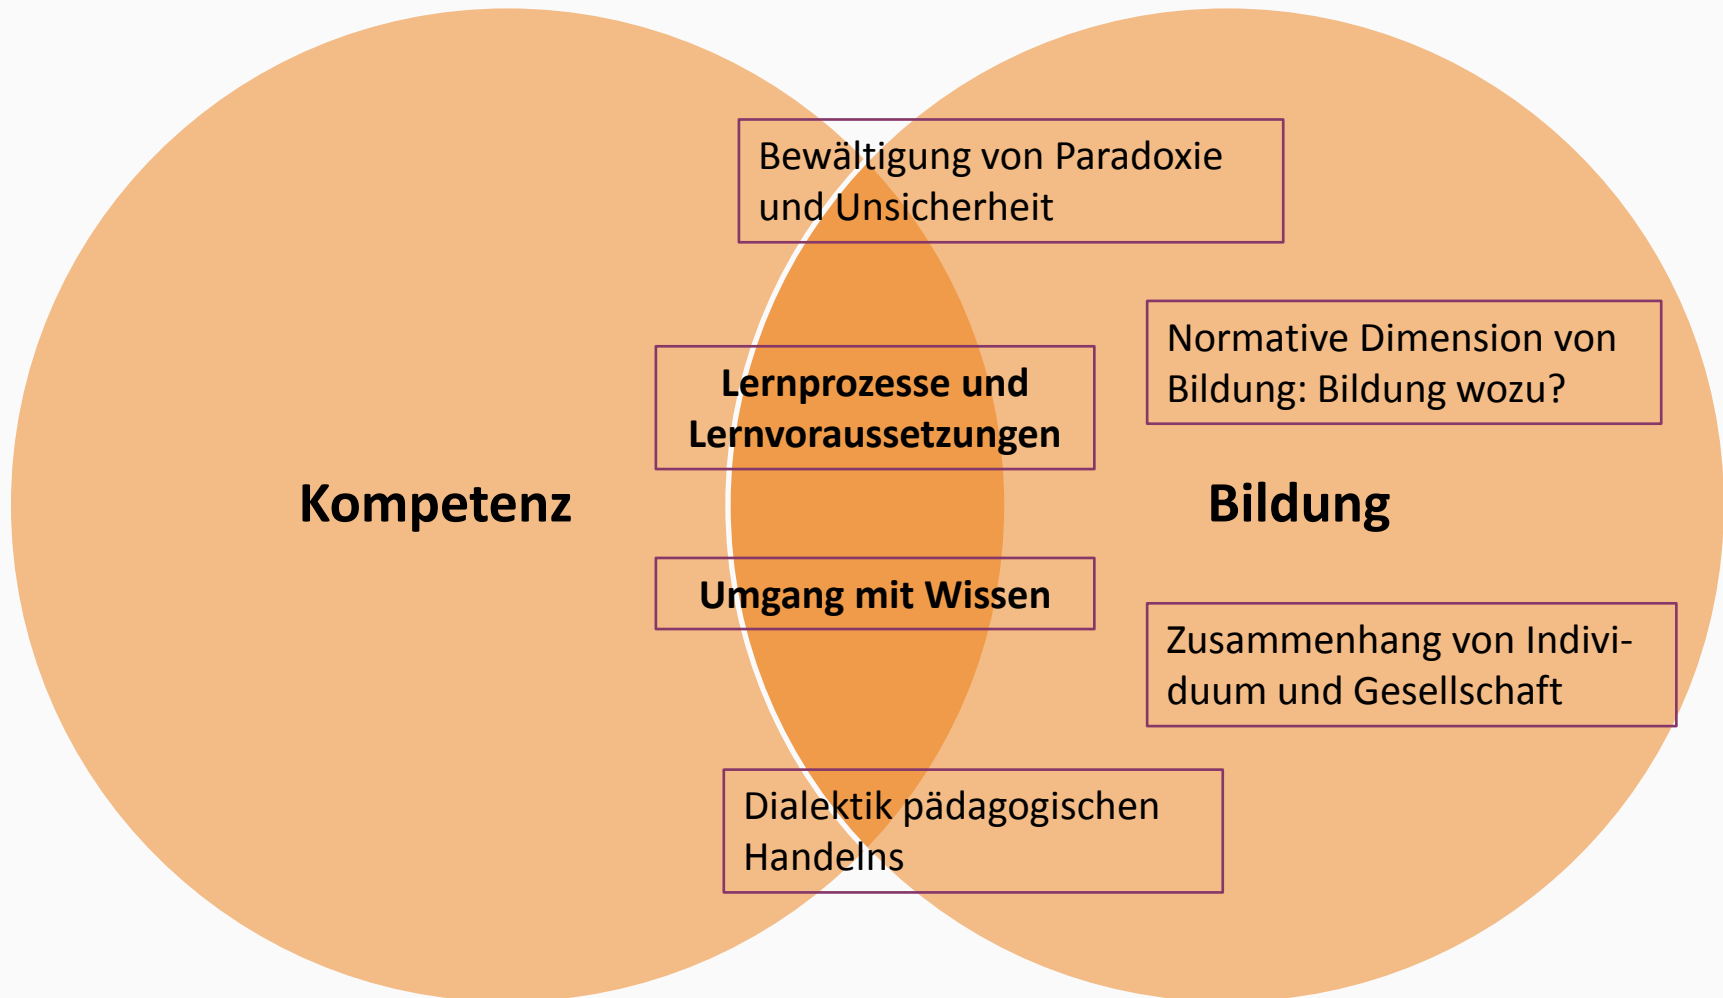 Bewältigung von Paradoxie
und Unsicherheit
Normative Dimension von
Bildung: Bildung wozu?
Lernprozesse und
Lernvoraussetzungen
Kompetenz
Bildung
Umgang mit Wissen
Zusammenhang von Indivi-
duum und Gesellschaft
Dialektik pädagogischen
Handelns